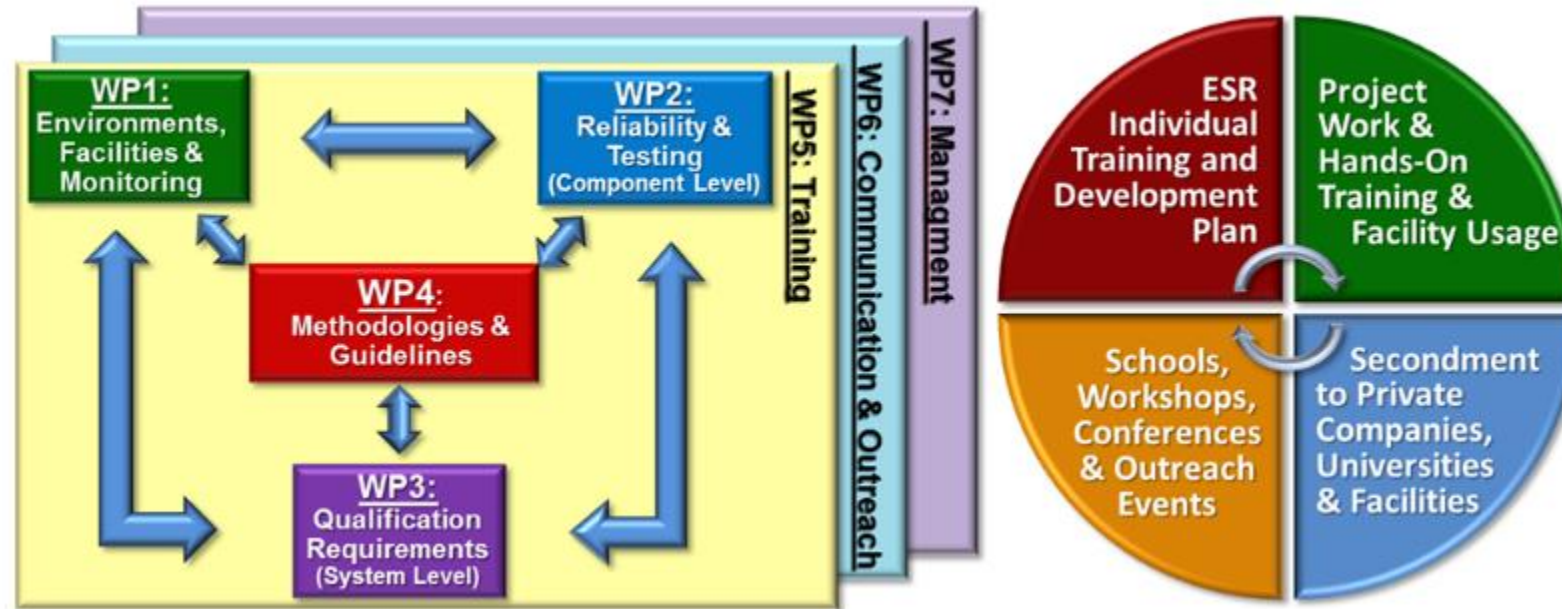 WP1:
Environments,
Facilities &
Monitoring
WP2:
Reliability &
Testing
(Component Level)
WP4:
Methodologies &
Guidelines
WP3:
Qualification
Requirements
(System Level)
WP5: Training
WP6: Communication & Outreach
WP7: Managment
ESR
Individual
Training and
Development
Plan
Project
Work &
Hands-On
Training &
Facility Usage
Schools,
Workshops,
Conferences
& Outreach
Events
Secondment
to Private
Companies,
Universities
& Facilities